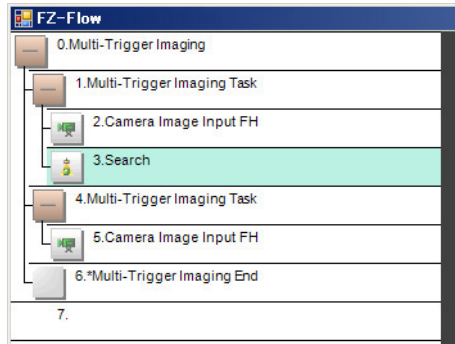 FZ-Flow
0.Multi-Trigger Imaging
1.Multi-Trigger Imaging Task
2.Camera Image Input FH
3.Search
4.Multi-Trigger Imaging Task
5.Camera Image Input FH
6.*Multi-Trigger Imaging End
7.